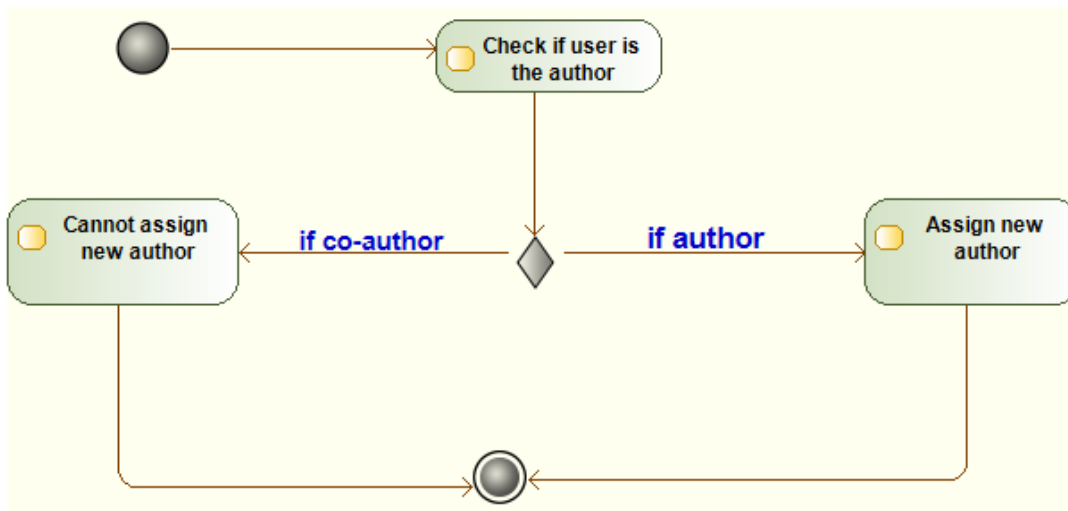 Check if user is
the author
Cannot assign
new author
if co-author
if author
Assign new
author